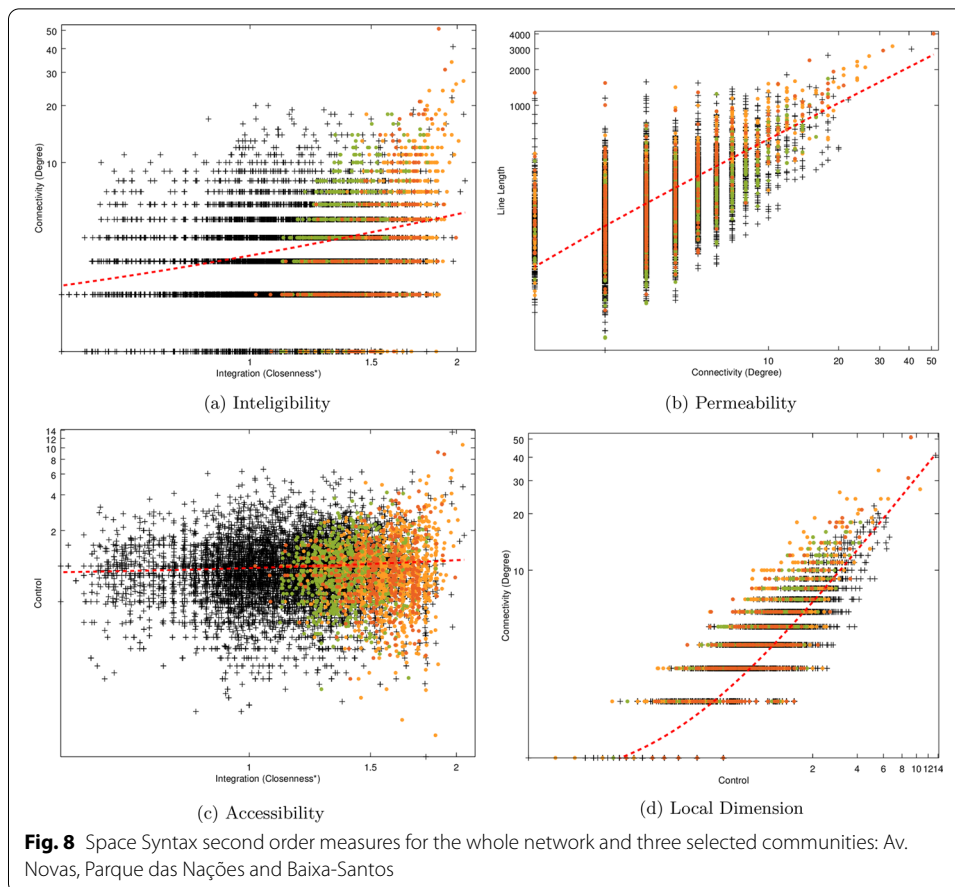 50
40
30
20
10
Connectivity (Degree)
1
1.5
2
Integration (Closeness*)
(a) Inteligibility
4000
3000
2000
1000
Line Length
10
20
30
40
50
Connectivity (Degree)
(b) Permeability
14
12
10
8
6
4
2
Control
1
1.5
2
Integration (Closeness*)
(c) Accessibility
50
40
30
20
10
Connectivity (Degree)
2
4
6
8
10
12
14
Control
(d) Local Dimension
Fig. 8 Space Syntax second order measures for the whole network and three selected communities: Av.
Novas, Parque das Nações and Baixa-Santos